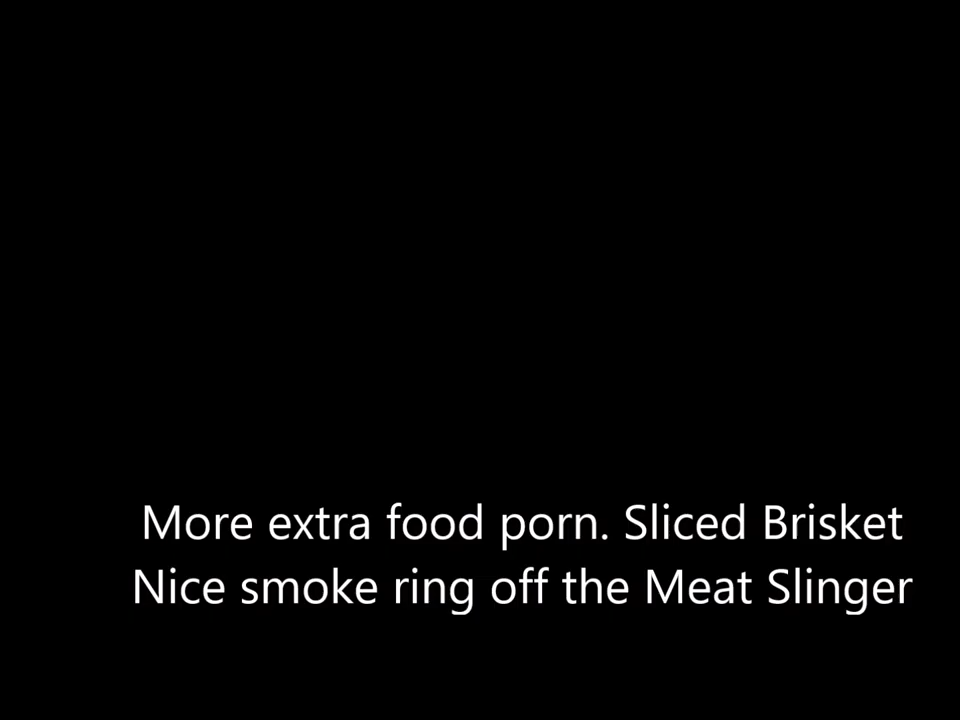 More extra food porn. Sliced Brisket
Nice smoke ring off the Meat Slinger